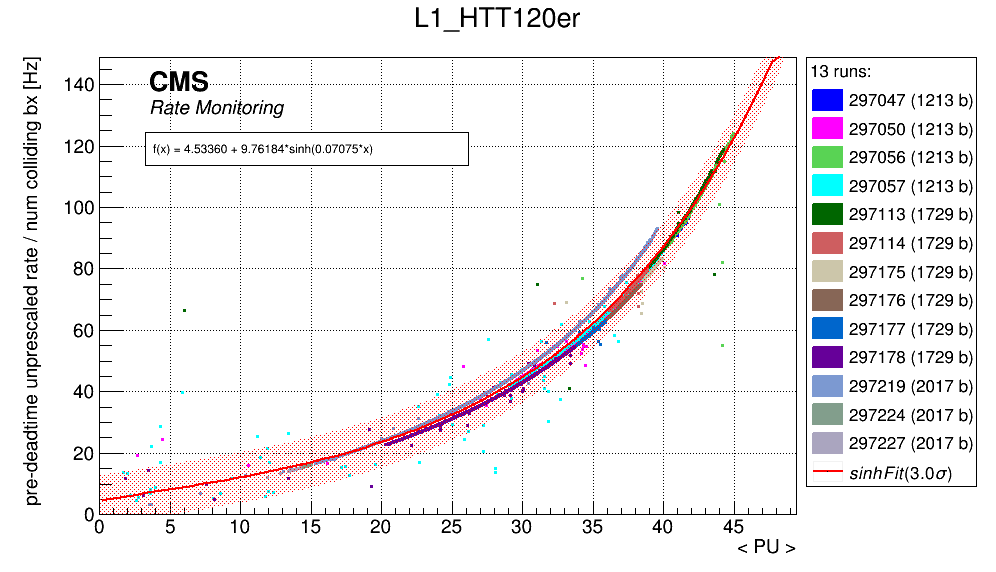 L1_HTT120er
pre-deadtime unprescaled rate / num colliding bx [Hz]
140
120
100
80
60
40
20
0
CMS
Rate Monitoring
f(x) = 4.53360 + 9.76184*sinh(0.07075*x)
0 5 10 15 20 25 30 35 40 45
< PU >
13 runs:
297047 (1213 b)
297050 (1213 b)
297056 (1213 b)
297057 (1213 b)
297113 (1729 b)
297114 (1729 b)
297175 (1729 b)
297176 (1729 b)
297177 (1729 b)
297178 (1729 b)
297219 (2017 b)
297224 (2017 b)
297227 (2017 b)
sinhFit(3.0σ)